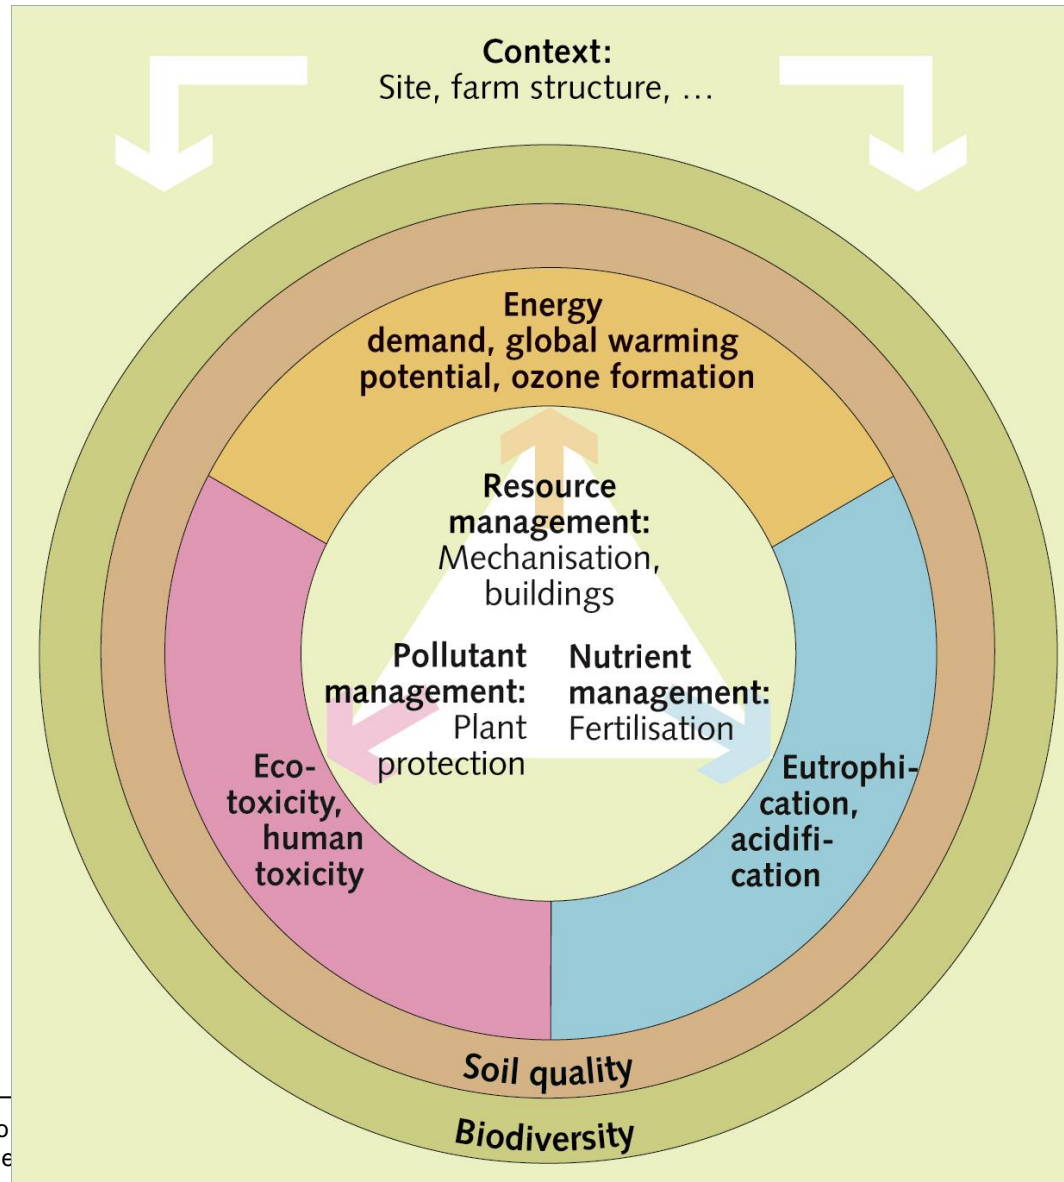 Context:
Site, farm structure, …
Energy
demand, global warming
potential, ozone formation
Resource
management:
Mechanisation,
buildings
Pollutant
management:
Plant
protection
Nutrient
management:
Fertilisation
Eco-
toxicity,
human
toxicity
Eutrophi-
cation,
acidifi-
cation
Soil quality
Biodiversity